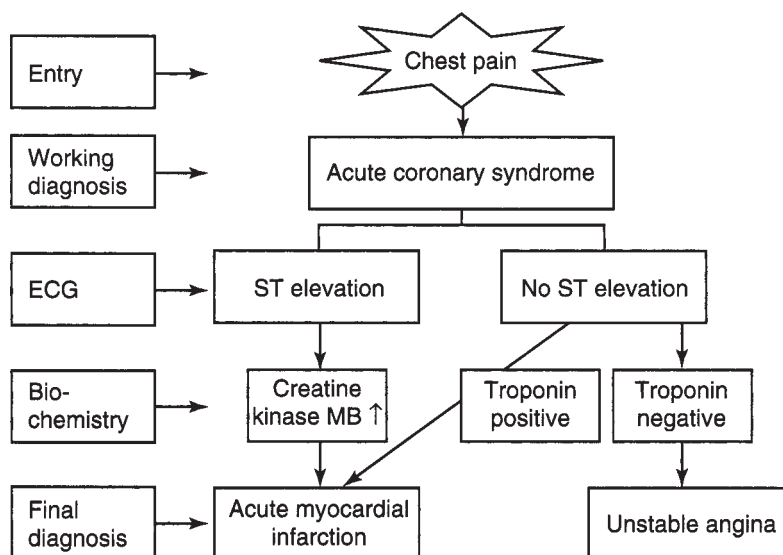 Entry
Chest pain
Working
diagnosis
Acute coronary syndrome
ECG
ST elevation
No ST elevation
Bio-
chemistry
Creatine
kinase MB ↑
Troponin
positive
Troponin
negative
Final
diagnosis
Acute myocardial
infarction
Unstable angina